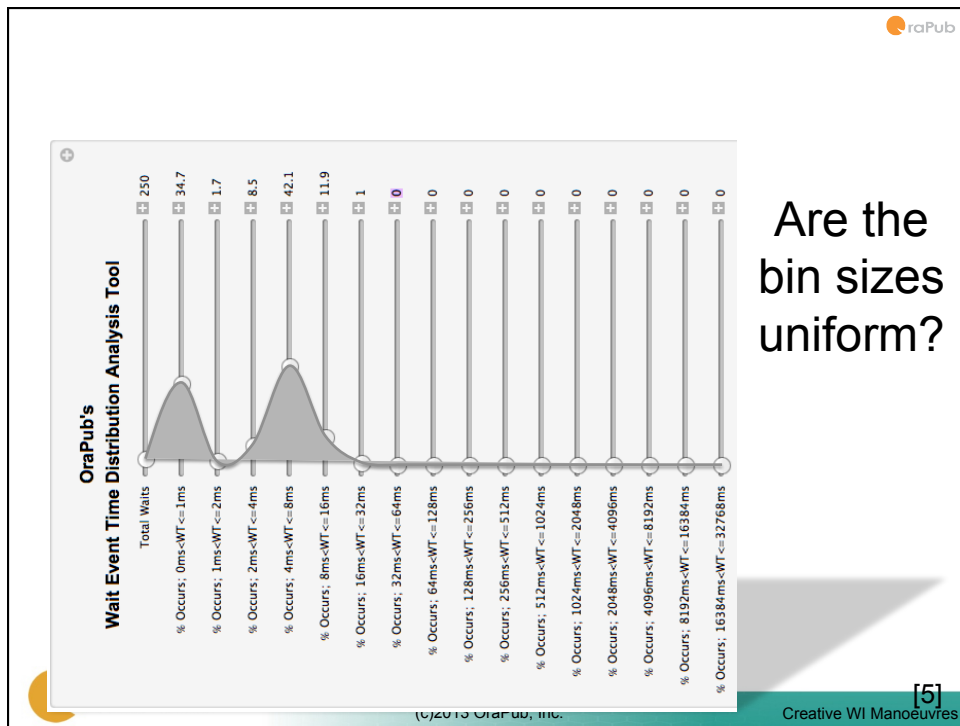 raPub
OraPub's
Wait Event Time Distribution Analysis Tool
Total Waits 250
% Occurs; 0ms<WT<=1ms 34.7
% Occurs; 1ms<WT<=2ms 1.7
% Occurs; 2ms<WT<=4ms 8.5
% Occurs; 4ms<WT<=8ms 42.1
% Occurs; 8ms<WT<=16ms 11.9
% Occurs; 16ms<WT<=32ms 1
% Occurs; 32ms<WT<=64ms 0
% Occurs; 64ms<WT<=128ms 0
% Occurs; 128ms<WT<=256ms 0
% Occurs; 256ms<WT<=512ms 0
% Occurs; 512ms<WT<=1024ms 0
% Occurs; 1024ms<WT<=2048ms 0
% Occurs; 2048ms<WT<=4096ms 0
% Occurs; 4096ms<WT<=8192ms 0
% Occurs; 8192ms<WT<=16384ms 0
% Occurs; 16384ms<WT<=32768ms 0
Are the
bin sizes
uniform?
(c)2013 OraPub, Inc.
[5]
Creative WI Manoeuvres